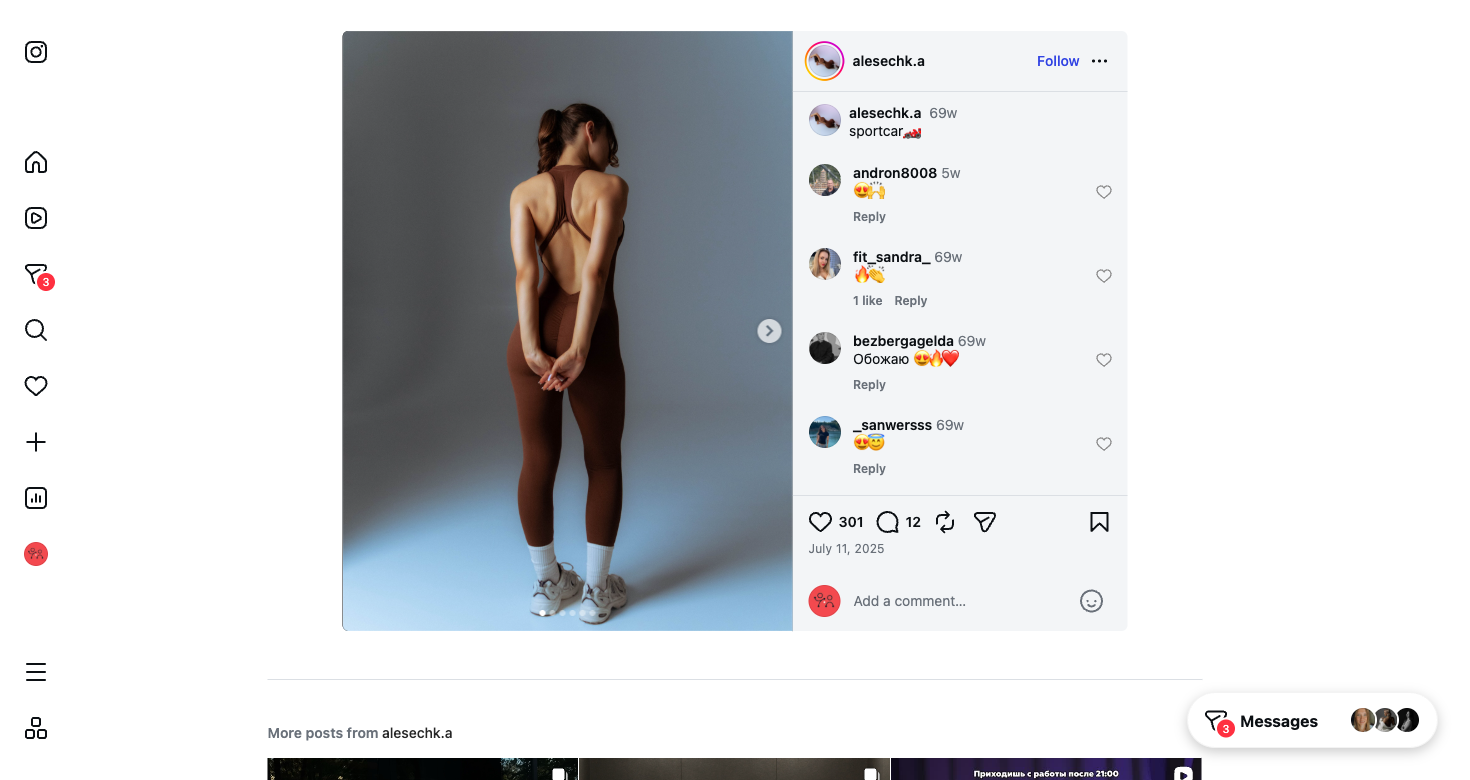 alesechk.a
Follow
alesechk.a 69w
sportcar🏎️
andron8008 5w
😍🙌
Reply
fit_sandra_ 69w
🔥👏
1 like Reply
bezbergagelda 69w
Обожаю 😍🔥❤️
Reply
_sanwersss 69w
😍😇
Reply
3
301 12
July 11, 2025
Add a comment...
More posts from alesechk.a
3 Messages
Приходишь с работы после 21:00